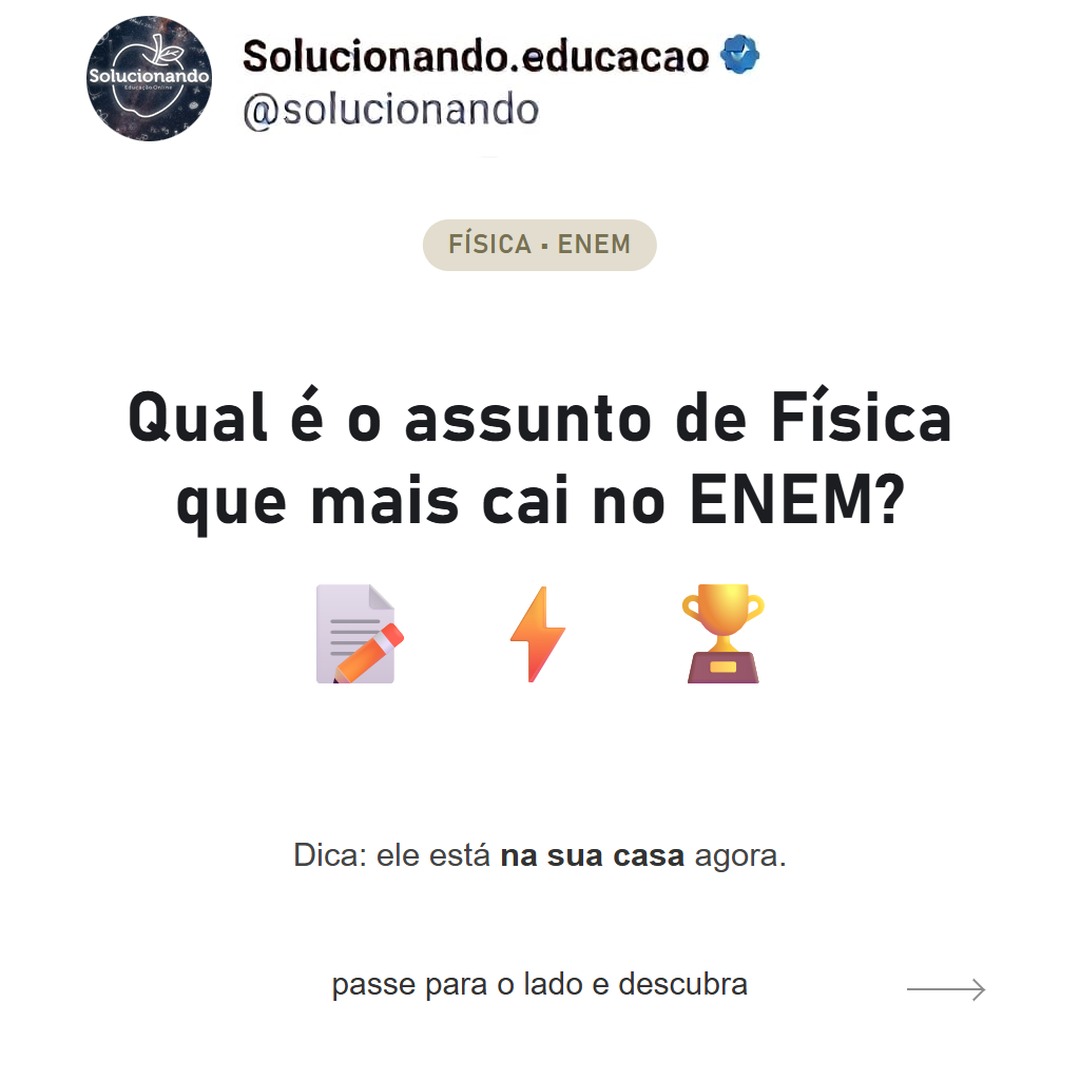 Solucionando
Educação Online
Solucionando.educacao
@solucionando
FÍSICA • ENEM
Qual é o assunto de Física
que mais cai no ENEM?
Dica: ele está na sua casa agora.
passe para o lado e descubra